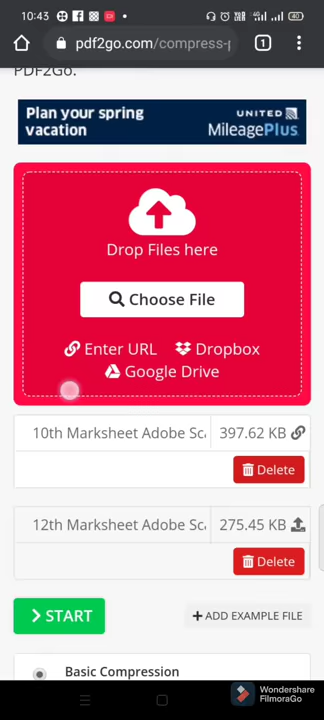 10:43
40
pdf2go.com/compress-p
1
PDF2Go.
Plan your spring
vacation
UNITED
MileagePlus
Drop Files here
Choose File
Enter URL Dropbox
Google Drive
10th Marksheet Adobe Sc 397.62 KB
Delete
12th Marksheet Adobe Sc 275.45 KB
Delete
START
+ ADD EXAMPLE FILE
Basic Compression
Wondershare
FilmoraGo